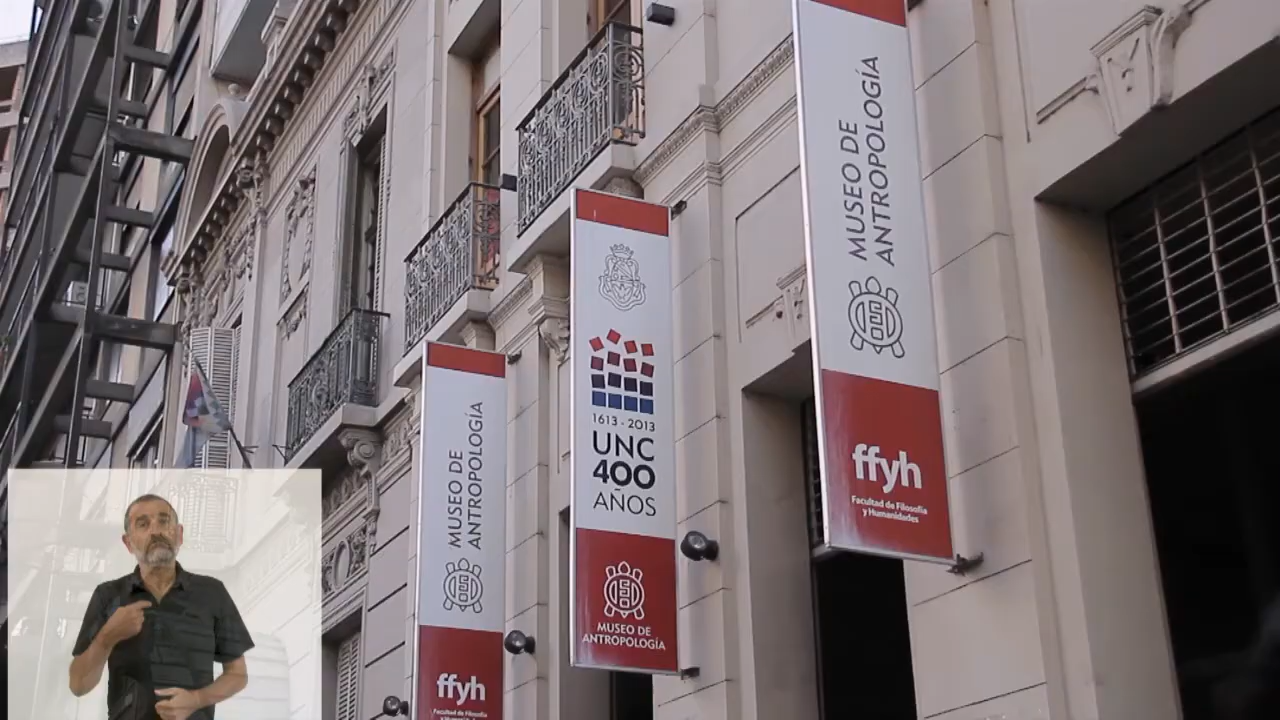 MUSEO DE
ANTROPOLOGÍA
ffyh
1613 - 2013
UNC
400
AÑOS
MUSEO DE
ANTROPOLOGÍA
MUSEO DE
ANTROPOLOGÍA
ffyh
Facultad de Filosofía
y Humanidades